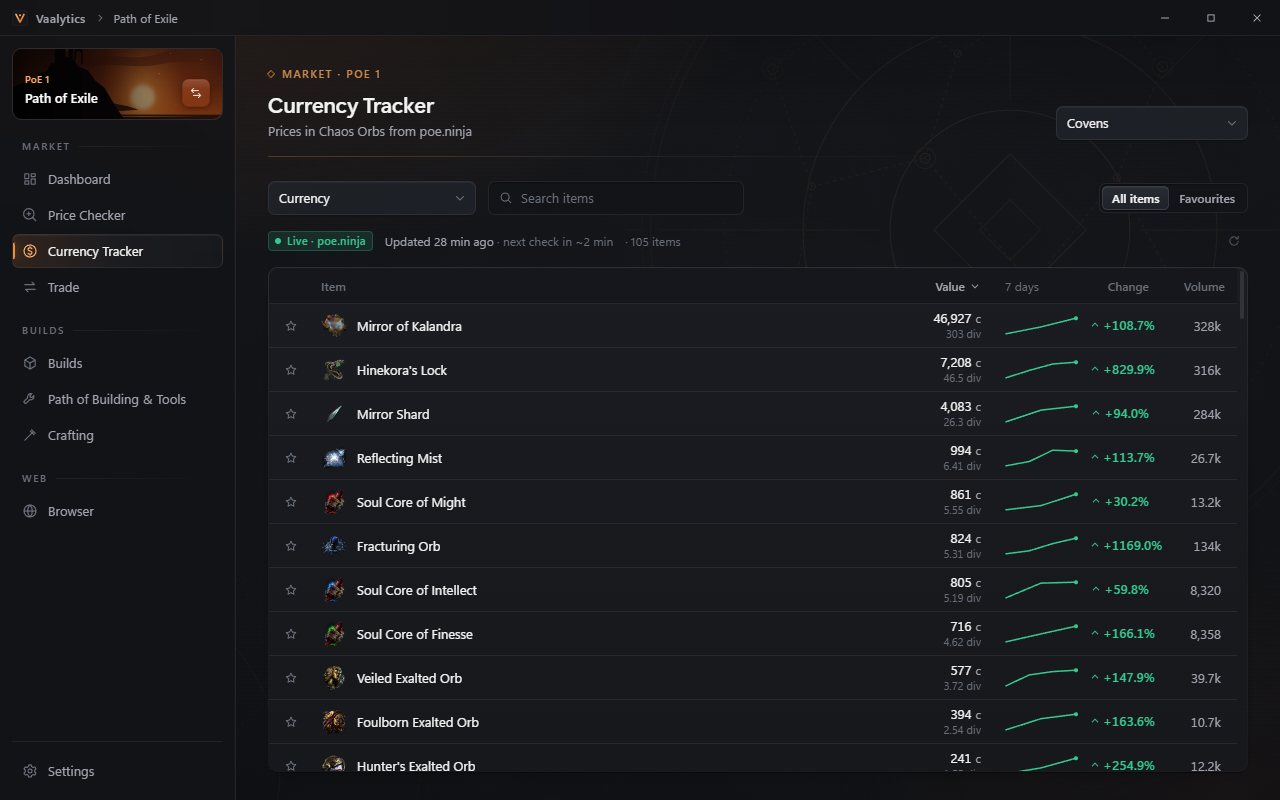 Vaalytics > Path of Exile
PoE 1
Path of Exile
MARKET
Dashboard
Price Checker
Currency Tracker
Trade
BUILDS
Builds
Path of Building & Tools
Crafting
WEB
Browser
Settings
MARKET · POE 1
Currency Tracker
Prices in Chaos Orbs from poe.ninja
Covens
Currency
Search items
All items Favourites
Live · poe.ninja Updated 28 min ago · next check in ~2 min · 105 items
Item Value 7 days Change Volume
Mirror of Kalandra 46,927 c +108.7% 328k
303 div
Hinekora's Lock 7,208 c +829.9% 316k
46.5 div
Mirror Shard 4,083 c +94.0% 284k
26.3 div
Reflecting Mist 994 c +113.7% 26.7k
6.41 div
Soul Core of Might 861 c +30.2% 13.2k
5.55 div
Fracturing Orb 824 c +1169.0% 134k
5.31 div
Soul Core of Intellect 805 c +59.8% 8,320
5.19 div
Soul Core of Finesse 716 c +166.1% 8,358
4.62 div
Veiled Exalted Orb 577 c +147.9% 39.7k
3.72 div
Foulborn Exalted Orb 394 c +163.6% 10.7k
2.54 div
Hunter's Exalted Orb 241 c +254.9% 12.2k